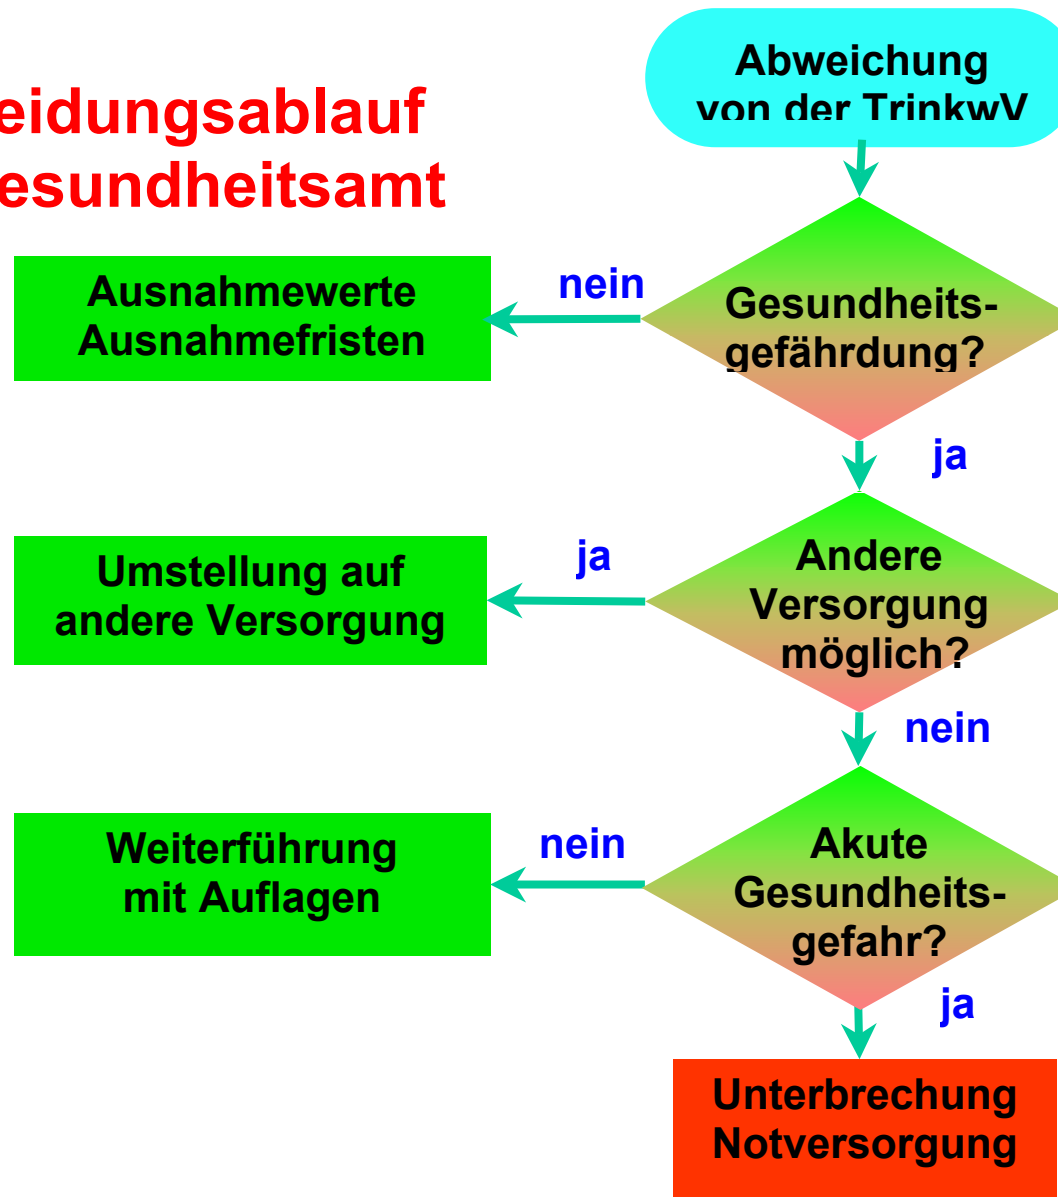 eidungsablauf
esundheitsamt
Abweichung
von der TrinkwV
Gesundheits-
gefährdung?
nein
Ausnahmewerte
Ausnahmefristen
ja
Andere
Versorgung
möglich?
ja
Umstellung auf
andere Versorgung
nein
Akute
Gesundheits-
gefahr?
nein
Weiterführung
mit Auflagen
ja
Unterbrechung
Notversorgung